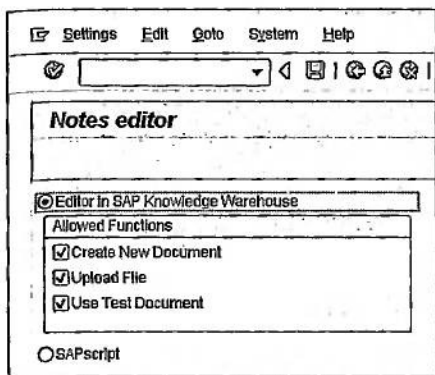 Settings Edit Goto System Help
Notes editor
Editor in SAP Knowledge Warehouse
Allowed Functions
Create New Document
Upload File
Use Test Document
SAPscript